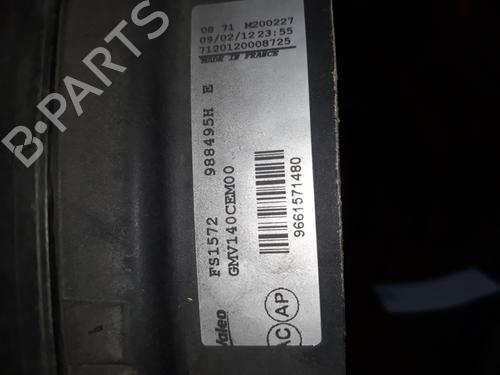 08 71 M200227
09/02/12 23:55
7120120008725
MADE IN FRANCE
FS1572 988495H E
GMV140CEM00
9661571480
Valeo
AC AP
B-PARTS